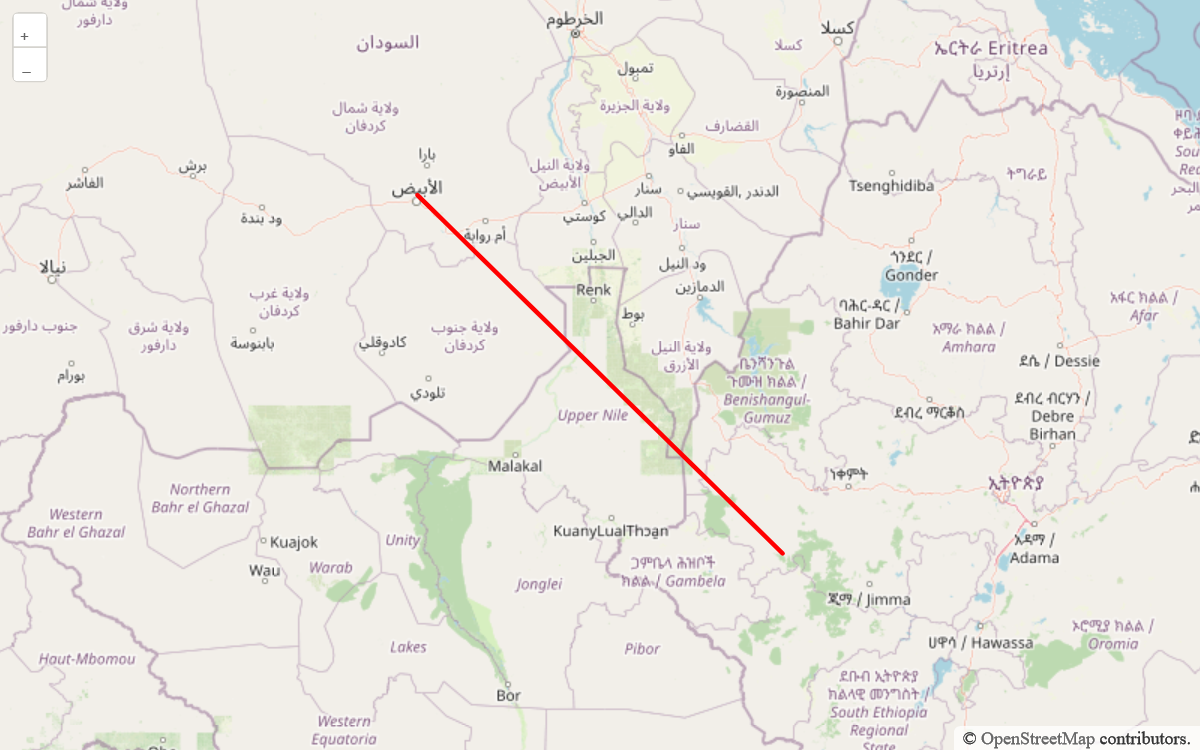 +
–
ولاية شمال
دارفور
الخرطوم
السودان
كسلا
كسلا
ኤርትራ Eritrea
إرتريا
تمبول
المنصورة
ولاية الجزيرة
ولاية شمال
كردفان
القضارف
الفاو
بارا
برش
الفاشر
ولاية النيل
الأبيض
Tsenghidiba
ትግራይ
الأبيض
سنار
الدندر ,القويسي
ود بندة
كوستي
الدالي
سنار
أم روابة
الجبلين
ود النيل
ጎንደር /
Gonder
نيالا
الدمازين
Renk
ولاية غرب
كردفان
ባሕር-ዳር /
Bahir Dar
አፋር ክልል /
Afar
جنوب دارفور
ولاية شرق
دارفور
بابنوسة
كادوقلي
ولاية جنوب
كردفان
بوط
አማራ ክልል /
Amhara
ولاية النيل
الأزرق
ደሴ / Dessie
بورام
تلودي
ቤንሻንጉል
ጉሙዝ ክልል /
Benishangul-
Gumuz
Upper Nile
ደብረ ማርቆስ
ደብረ ብርሃን /
Debre
Birhan
Malakal
ነቀምት
ኢትዮጵያ
Northern
Bahr el Ghazal
Western
Bahr el Ghazal
KuanyLualThoan
Kuajok
Unity
አዳማ /
Adama
Wau
Warab
ጋምቤላ ሕዝቦች
ክልል / Gambela
Jonglei
ጂማ / Jimma
ሀዋሳ / Hawassa
ኦሮሚያ ክልል /
Oromia
Lakes
Pibor
Haut-Mbomou
ደቡብ ኢትዮጵያ
ክልላዊ መንግስት /
South Ethiopia
Regional
State
Bor
Western
Equatoria
© OpenStreetMap contributors.